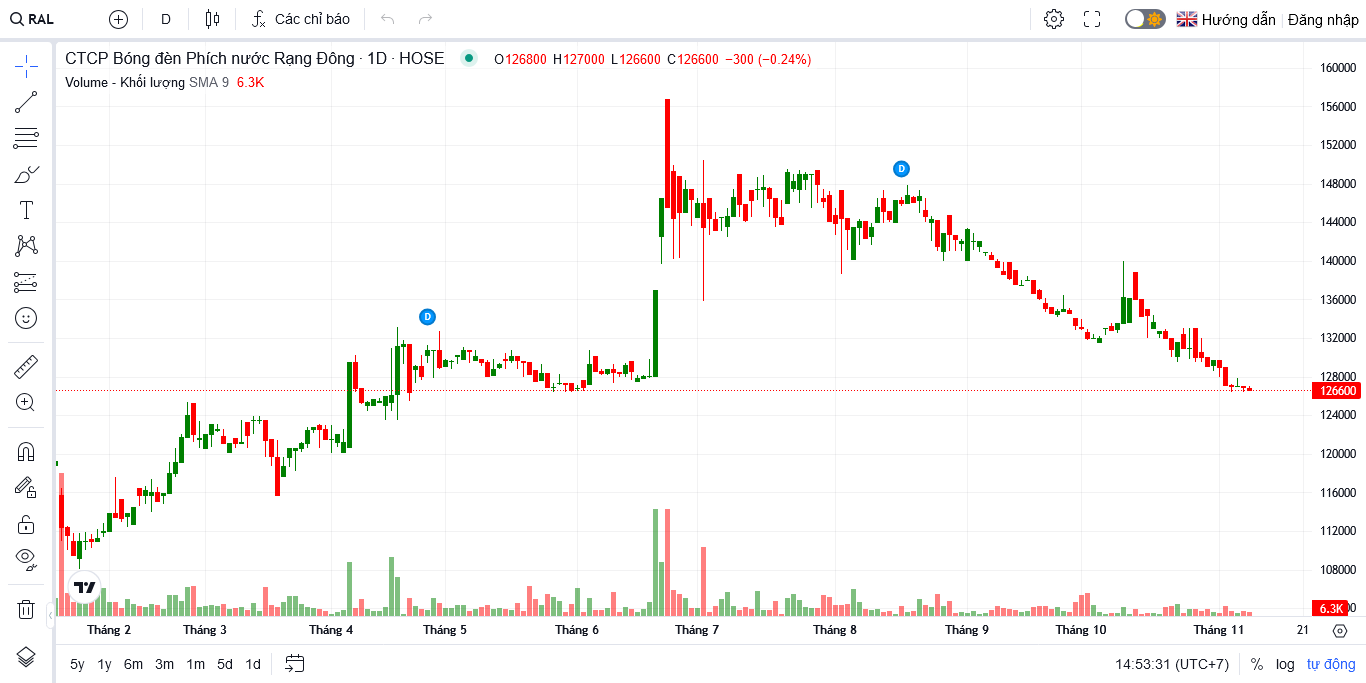 RAL D Các chỉ báo Hướng dẫn Đăng nhập
CTCP Bóng đèn Phích nước Rạng Đông · 1D · HOSE O126800 H127000 L126600 C126600 −300 (−0.24%)
Volume - Khối lượng SMA 9 6.3K
160000
156000
152000
148000
144000
140000
136000
132000
128000
126600
124000
120000
116000
112000
108000
6.3K
D
D
Tháng 2 Tháng 3 Tháng 4 Tháng 5 Tháng 6 Tháng 7 Tháng 8 Tháng 9 Tháng 10 Tháng 11 21
5y 1y 6m 3m 1m 5d 1d 14:53:31 (UTC+7) % log tự động